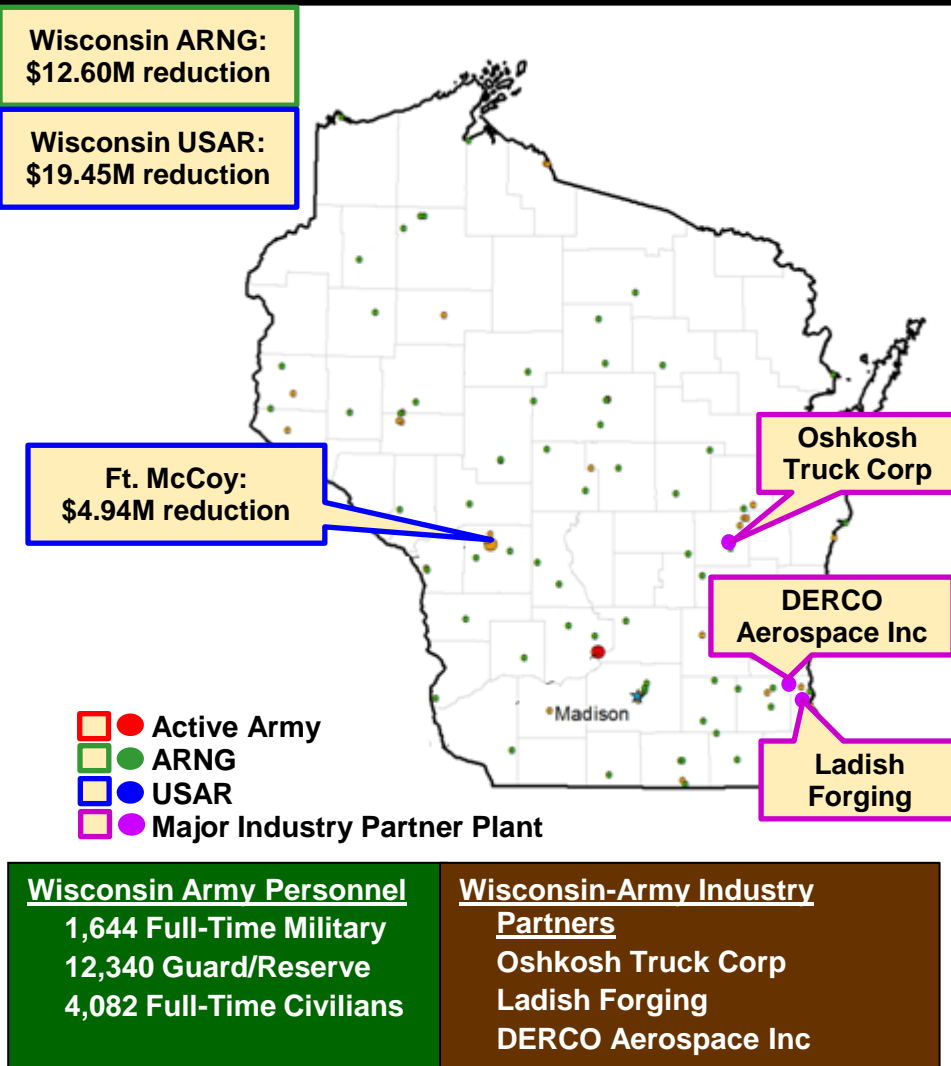 Wisconsin ARNG:
$12.60M reduction
Wisconsin USAR:
$19.45M reduction
Ft. McCoy:
$4.94M reduction
Oshkosh
Truck Corp
DERCO
Aerospace Inc
Madison
Ladish
Forging
Active Army
ARNG
USAR
Major Industry Partner Plant
Wisconsin Army Personnel
1,644 Full-Time Military
12,340 Guard/Reserve
4,082 Full-Time Civilians
Wisconsin-Army Industry
Partners
Oshkosh Truck Corp
Ladish Forging
DERCO Aerospace Inc